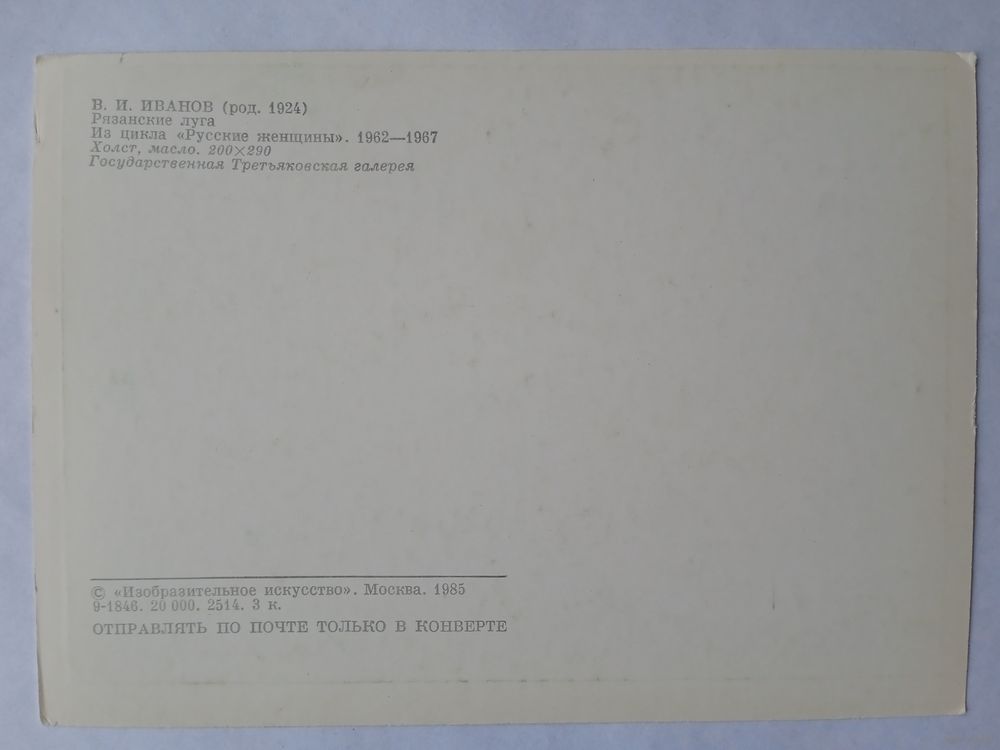 В. И. ИВАНОВ (род. 1924)
Рязанские луга
Из цикла «Русские женщины». 1962—1967
Холст, масло. 200×290
Государственная Третьяковская галерея
© «Изобразительное искусство». Москва. 1985
9-1846. 20 000. 2514. 3 к.
ОТПРАВЛЯТЬ ПО ПОЧТЕ ТОЛЬКО В КОНВЕРТЕ